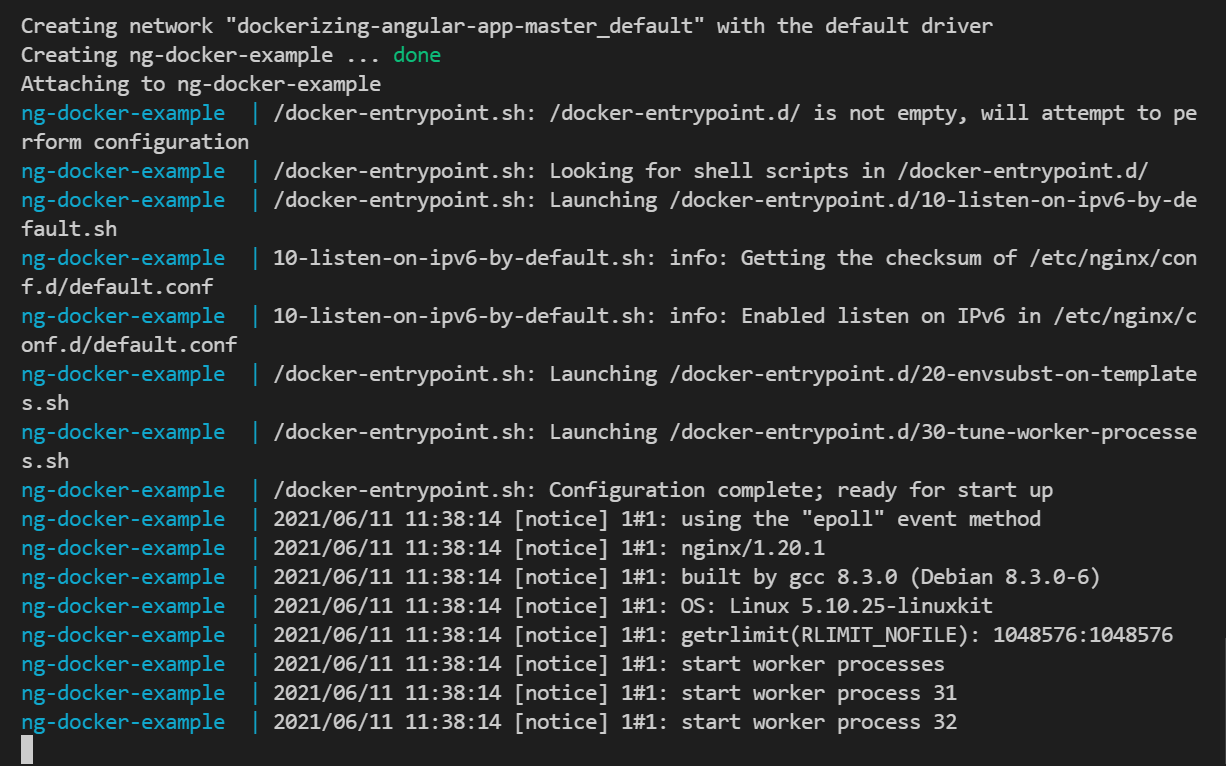 Creating network "dockerizing-angular-app-master_default" with the default driver
Creating ng-docker-example ... done
Attaching to ng-docker-example
ng-docker-example  | /docker-entrypoint.sh: /docker-entrypoint.d/ is not empty, will attempt to pe
rform configuration
ng-docker-example  | /docker-entrypoint.sh: Looking for shell scripts in /docker-entrypoint.d/
ng-docker-example  | /docker-entrypoint.sh: Launching /docker-entrypoint.d/10-listen-on-ipv6-by-de
fault.sh
ng-docker-example  | 10-listen-on-ipv6-by-default.sh: info: Getting the checksum of /etc/nginx/con
f.d/default.conf
ng-docker-example  | 10-listen-on-ipv6-by-default.sh: info: Enabled listen on IPv6 in /etc/nginx/c
onf.d/default.conf
ng-docker-example  | /docker-entrypoint.sh: Launching /docker-entrypoint.d/20-envsubst-on-template
s.sh
ng-docker-example  | /docker-entrypoint.sh: Launching /docker-entrypoint.d/30-tune-worker-processe
s.sh
ng-docker-example  | /docker-entrypoint.sh: Configuration complete; ready for start up
ng-docker-example  | 2021/06/11 11:38:14 [notice] 1#1: using the "epoll" event method
ng-docker-example  | 2021/06/11 11:38:14 [notice] 1#1: nginx/1.20.1
ng-docker-example  | 2021/06/11 11:38:14 [notice] 1#1: built by gcc 8.3.0 (Debian 8.3.0-6)
ng-docker-example  | 2021/06/11 11:38:14 [notice] 1#1: OS: Linux 5.10.25-linuxkit
ng-docker-example  | 2021/06/11 11:38:14 [notice] 1#1: getrlimit(RLIMIT_NOFILE): 1048576:1048576
ng-docker-example  | 2021/06/11 11:38:14 [notice] 1#1: start worker processes
ng-docker-example  | 2021/06/11 11:38:14 [notice] 1#1: start worker process 31
ng-docker-example  | 2021/06/11 11:38:14 [notice] 1#1: start worker process 32